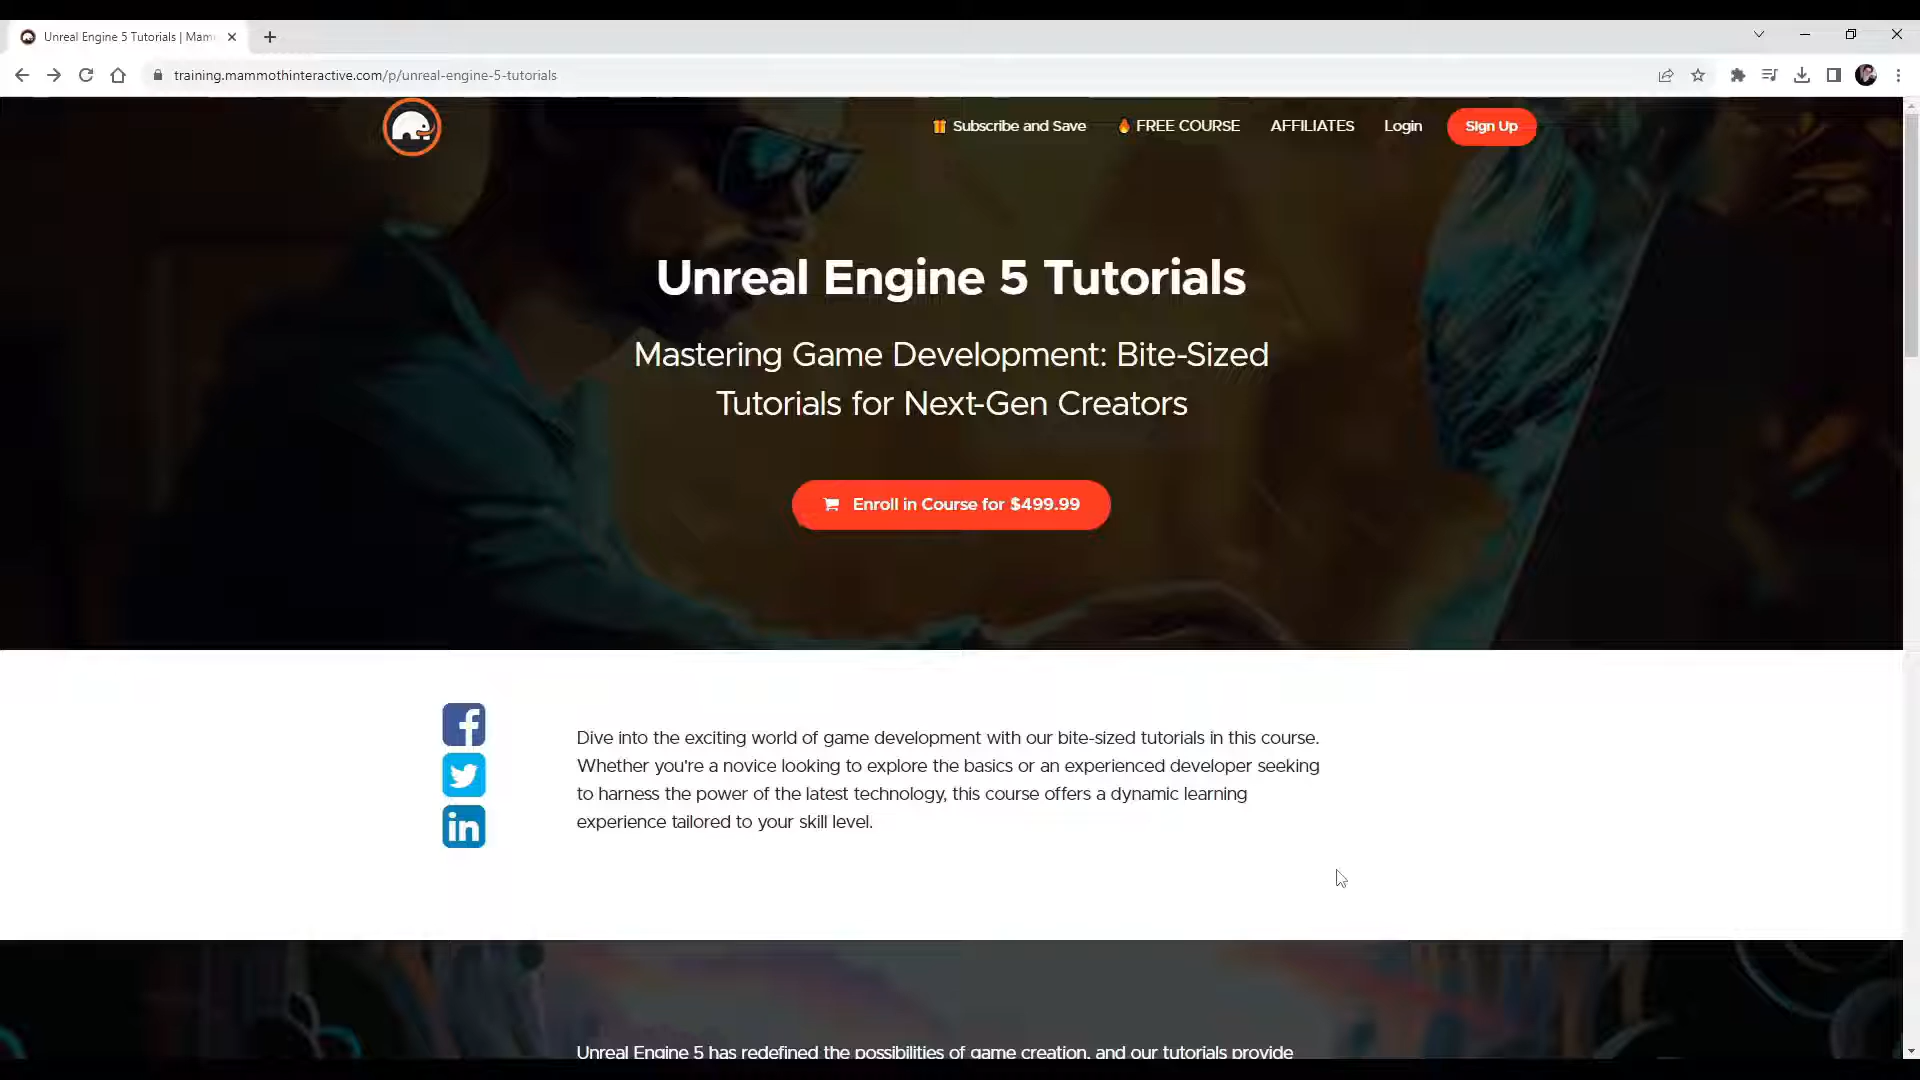 Unreal Engine 5 Tutorials | Mam
training.mammothinteractive.com/p/unreal-engine-5-tutorials
Subscribe and Save
FREE COURSE
AFFILIATES
Login
Sign Up
Unreal Engine 5 Tutorials
Mastering Game Development: Bite-Sized
Tutorials for Next-Gen Creators
Enroll in Course for $499.99
Dive into the exciting world of game development with our bite-sized tutorials in this course.
Whether you're a novice looking to explore the basics or an experienced developer seeking
to harness the power of the latest technology, this course offers a dynamic learning
experience tailored to your skill level.
Unreal Engine 5 has redefined the possibilities of game creation, and our tutorials provide